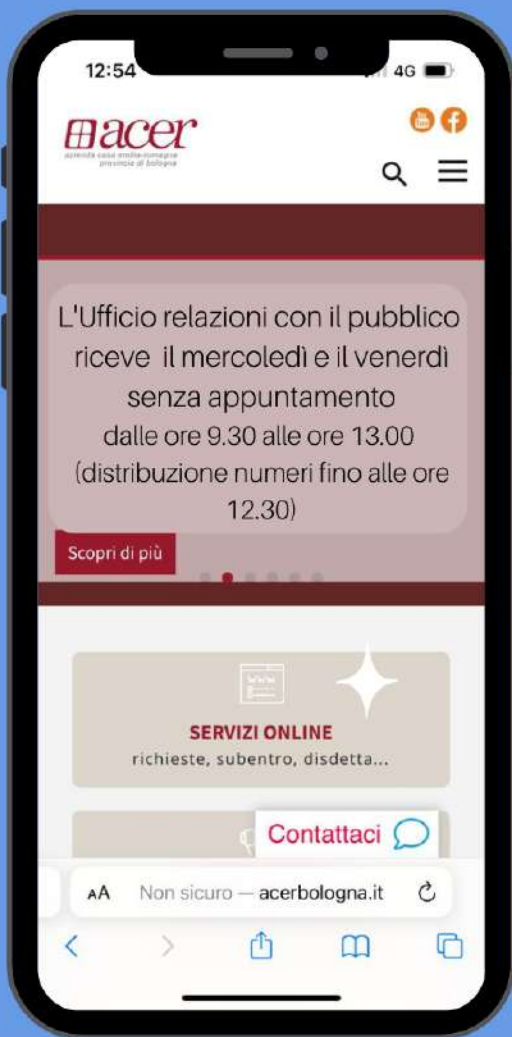 12:54
4G
acer
azienda casa emilia-romagna
provincia di bologna
L'Ufficio relazioni con il pubblico
riceve il mercoledì e il venerdì
senza appuntamento
dalle ore 9.30 alle ore 13.00
(distribuzione numeri fino alle ore
12.30)
Scopri di più
www
SERVIZI ONLINE
richieste, subentro, disdetta...
Contattaci
AA Non sicuro — acerbologna.it